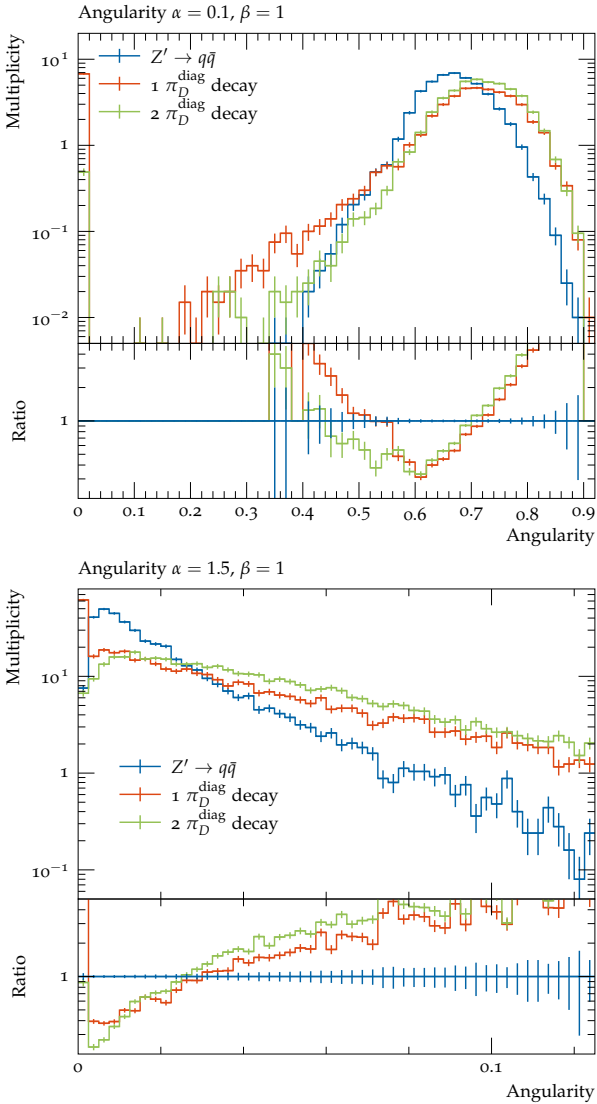 Angularity α = 0.1, β = 1
Multiplicity
10¹
1
10⁻¹
10⁻²
Z′ → qq̄
1 π_D^diag decay
2 π_D^diag decay
Ratio
1
0 0.1 0.2 0.3 0.4 0.5 0.6 0.7 0.8 0.9
Angularity
Angularity α = 1.5, β = 1
Multiplicity
10¹
1
10⁻¹
Z′ → qq̄
1 π_D^diag decay
2 π_D^diag decay
Ratio
1
0 0.1
Angularity